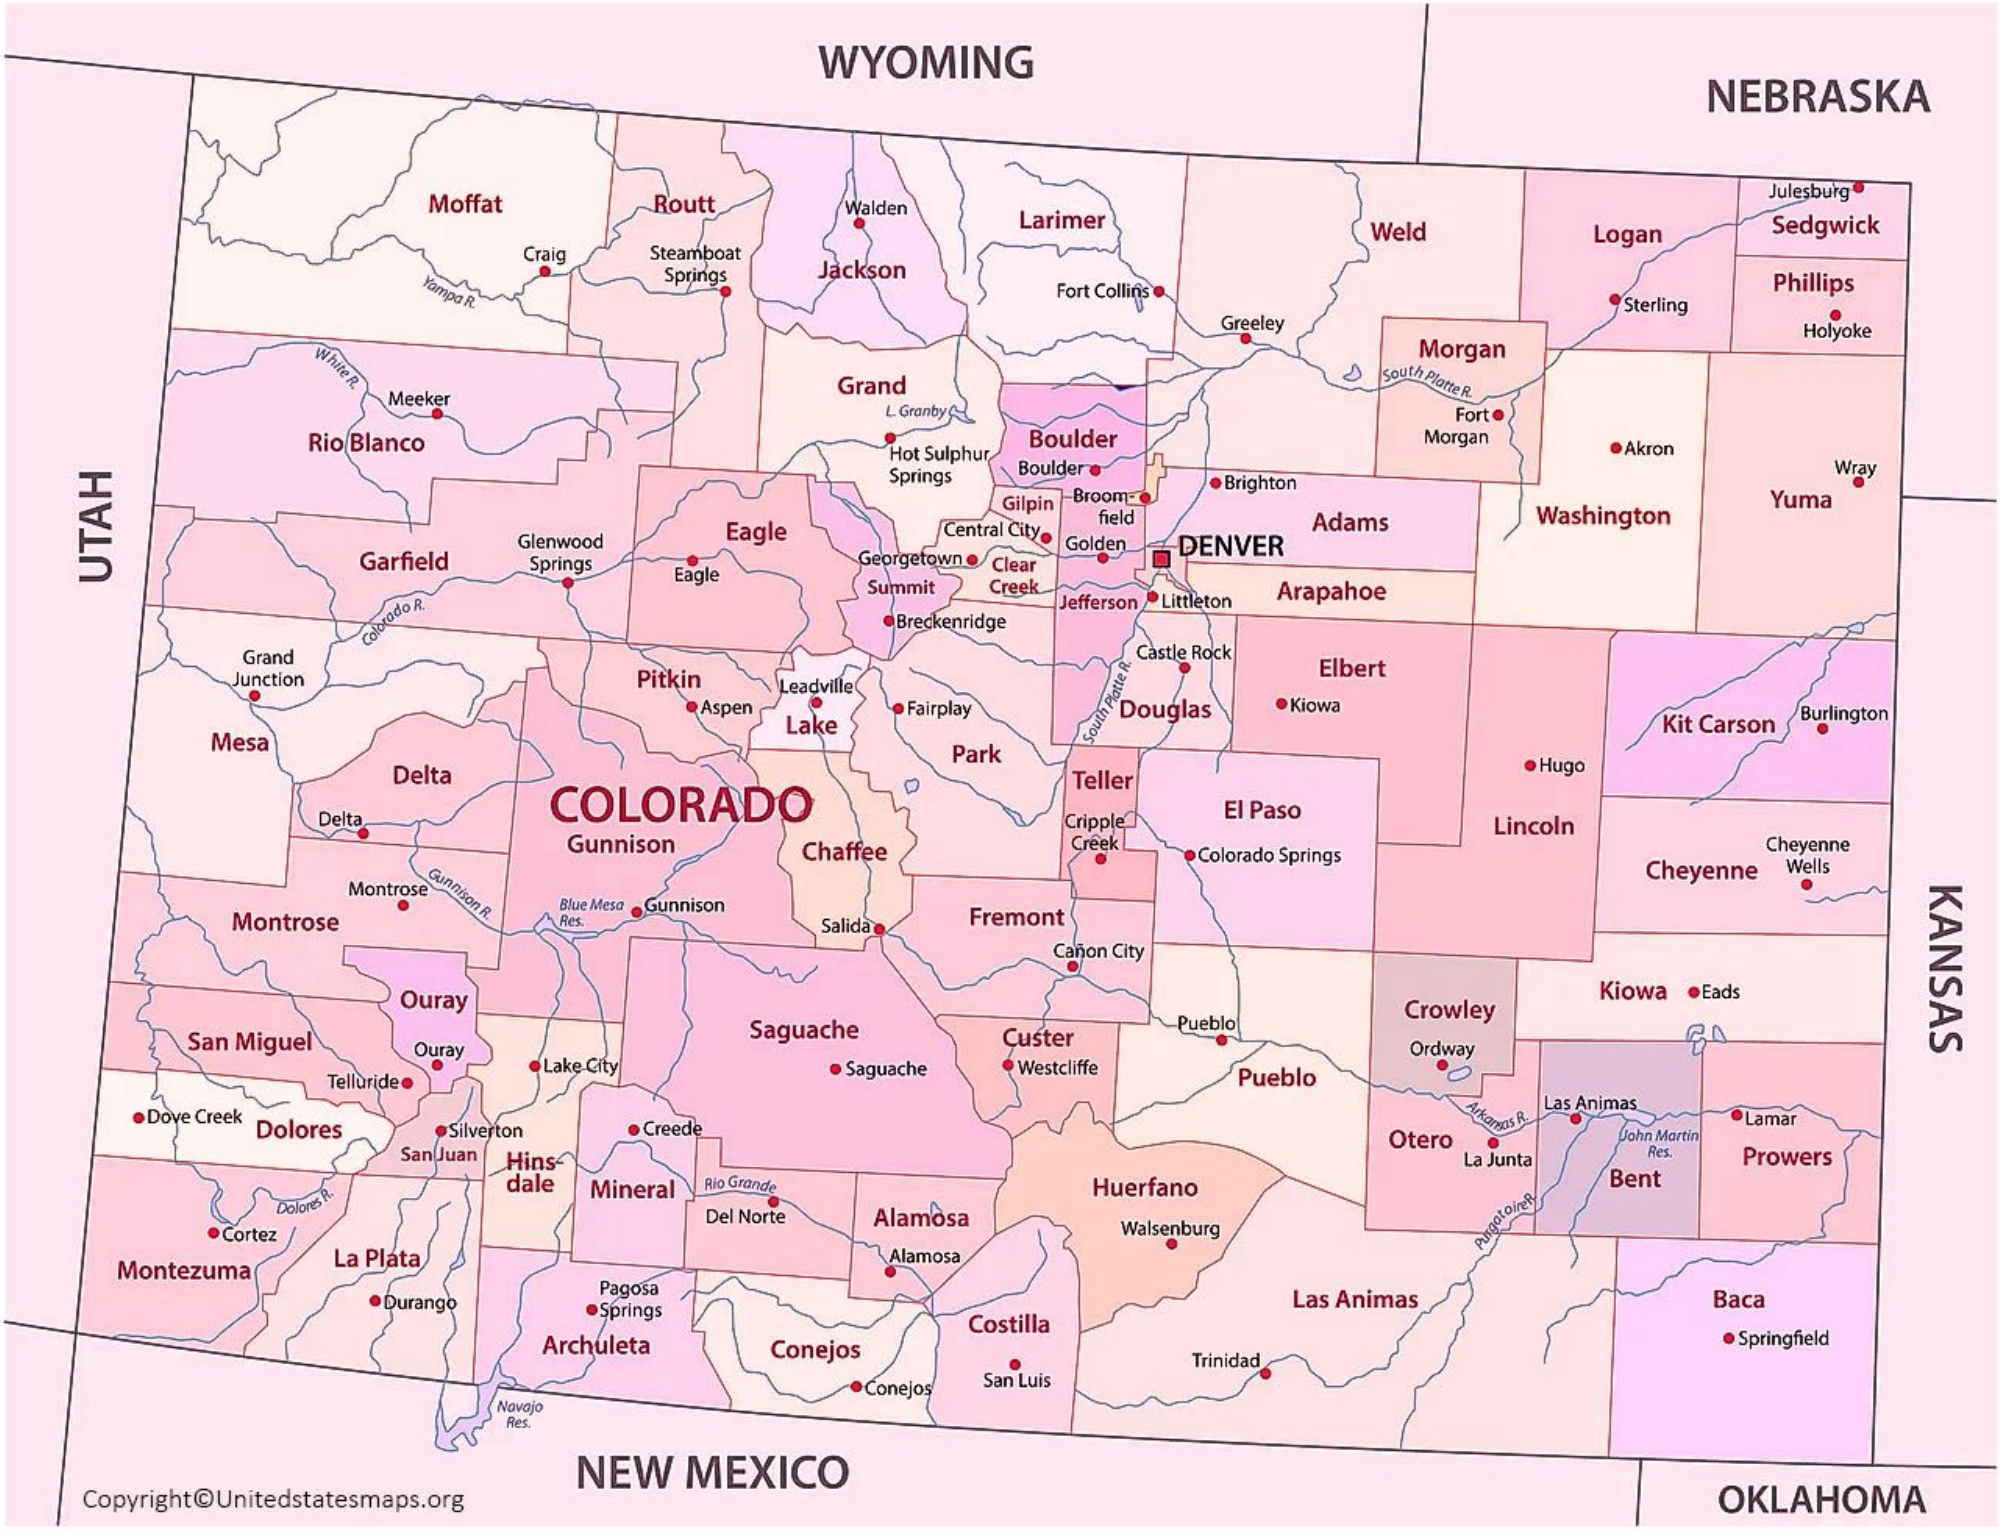 WYOMING
NEBRASKA
Julesburg
Moffat
Routt
Walden
Larimer
Weld
Logan
Sedgwick
Craig
Steamboat
Springs
Jackson
Phillips
Yampa R.
Fort Collins
Sterling
Holyoke
Greeley
Morgan
White R.
Meeker
Grand
South Platte R.
L. Granby
Fort
Morgan
Rio Blanco
Boulder
Akron
Hot Sulphur
Springs
Boulder
Wray
Yuma
UTAH
Gilpin
Broom-
field
Brighton
Adams
Washington
Eagle
Central City
Garfield
Glenwood
Springs
Golden
DENVER
Georgetown
Clear
Creek
Eagle
Summit
Arapahoe
Jefferson
Littleton
Colorado R.
Breckenridge
Grand
Junction
Castle Rock
Elbert
Pitkin
Leadville
South Platte R.
Aspen
Fairplay
Douglas
Kiowa
Kit Carson
Burlington
Lake
Mesa
Park
Delta
Teller
Hugo
COLORADO
El Paso
Delta
Cripple
Creek
Lincoln
Gunnison
Chaffee
Colorado Springs
Cheyenne
Cheyenne
Wells
KANSAS
Montrose
Gunnison R.
Blue Mesa
Res.
Gunnison
Montrose
Salida
Fremont
Cañon City
Ouray
Kiowa
Eads
Crowley
Saguache
Pueblo
San Miguel
Custer
Ouray
Ordway
Lake City
Saguache
Westcliffe
Telluride
Pueblo
Dove Creek
Dolores
Silverton
Creede
Las Animas
Arkansas R.
Lamar
Otero
John Martin
Res.
San Juan
La Junta
Prowers
Hins-
dale
Mineral
Rio Grande
Huerfano
Bent
Dolores R.
Del Norte
Alamosa
Purgatoire R.
Cortez
Walsenburg
Montezuma
La Plata
Alamosa
Durango
Pagosa
Springs
Las Animas
Baca
Archuleta
Conejos
Costilla
Springfield
Trinidad
Conejos
San Luis
Navajo
Res.
NEW MEXICO
Copyright©Unitedstatesmaps.org
OKLAHOMA